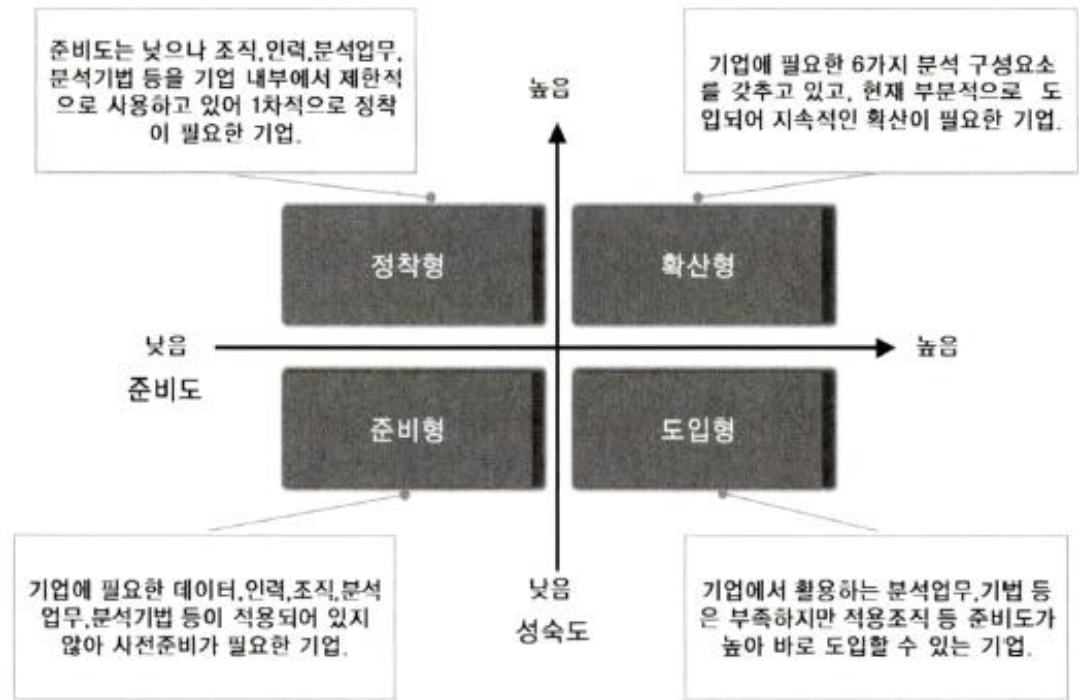 준비도는 낮으나 조직,인력,분석업무,
분석기법 등을 기업 내부에서 제한적
으로 사용하고 있어 1차적으로 정착
이 필요한 기업.
기업에 필요한 6가지 분석 구성요소
를 갖추고 있고, 현재 부분적으로 도
입되어 지속적인 확산이 필요한 기업.
높음
정착형
확산형
낮음
높음
준비도
준비형
도입형
낮음
성숙도
기업에 필요한 데이터,인력,조직,분석
업무,분석기법 등이 적용되어 있지
않아 사전준비가 필요한 기업.
기업에서 활용하는 분석업무,기법 등
은 부족하지만 적용조직 등 준비도가
높아 바로 도입할 수 있는 기업.